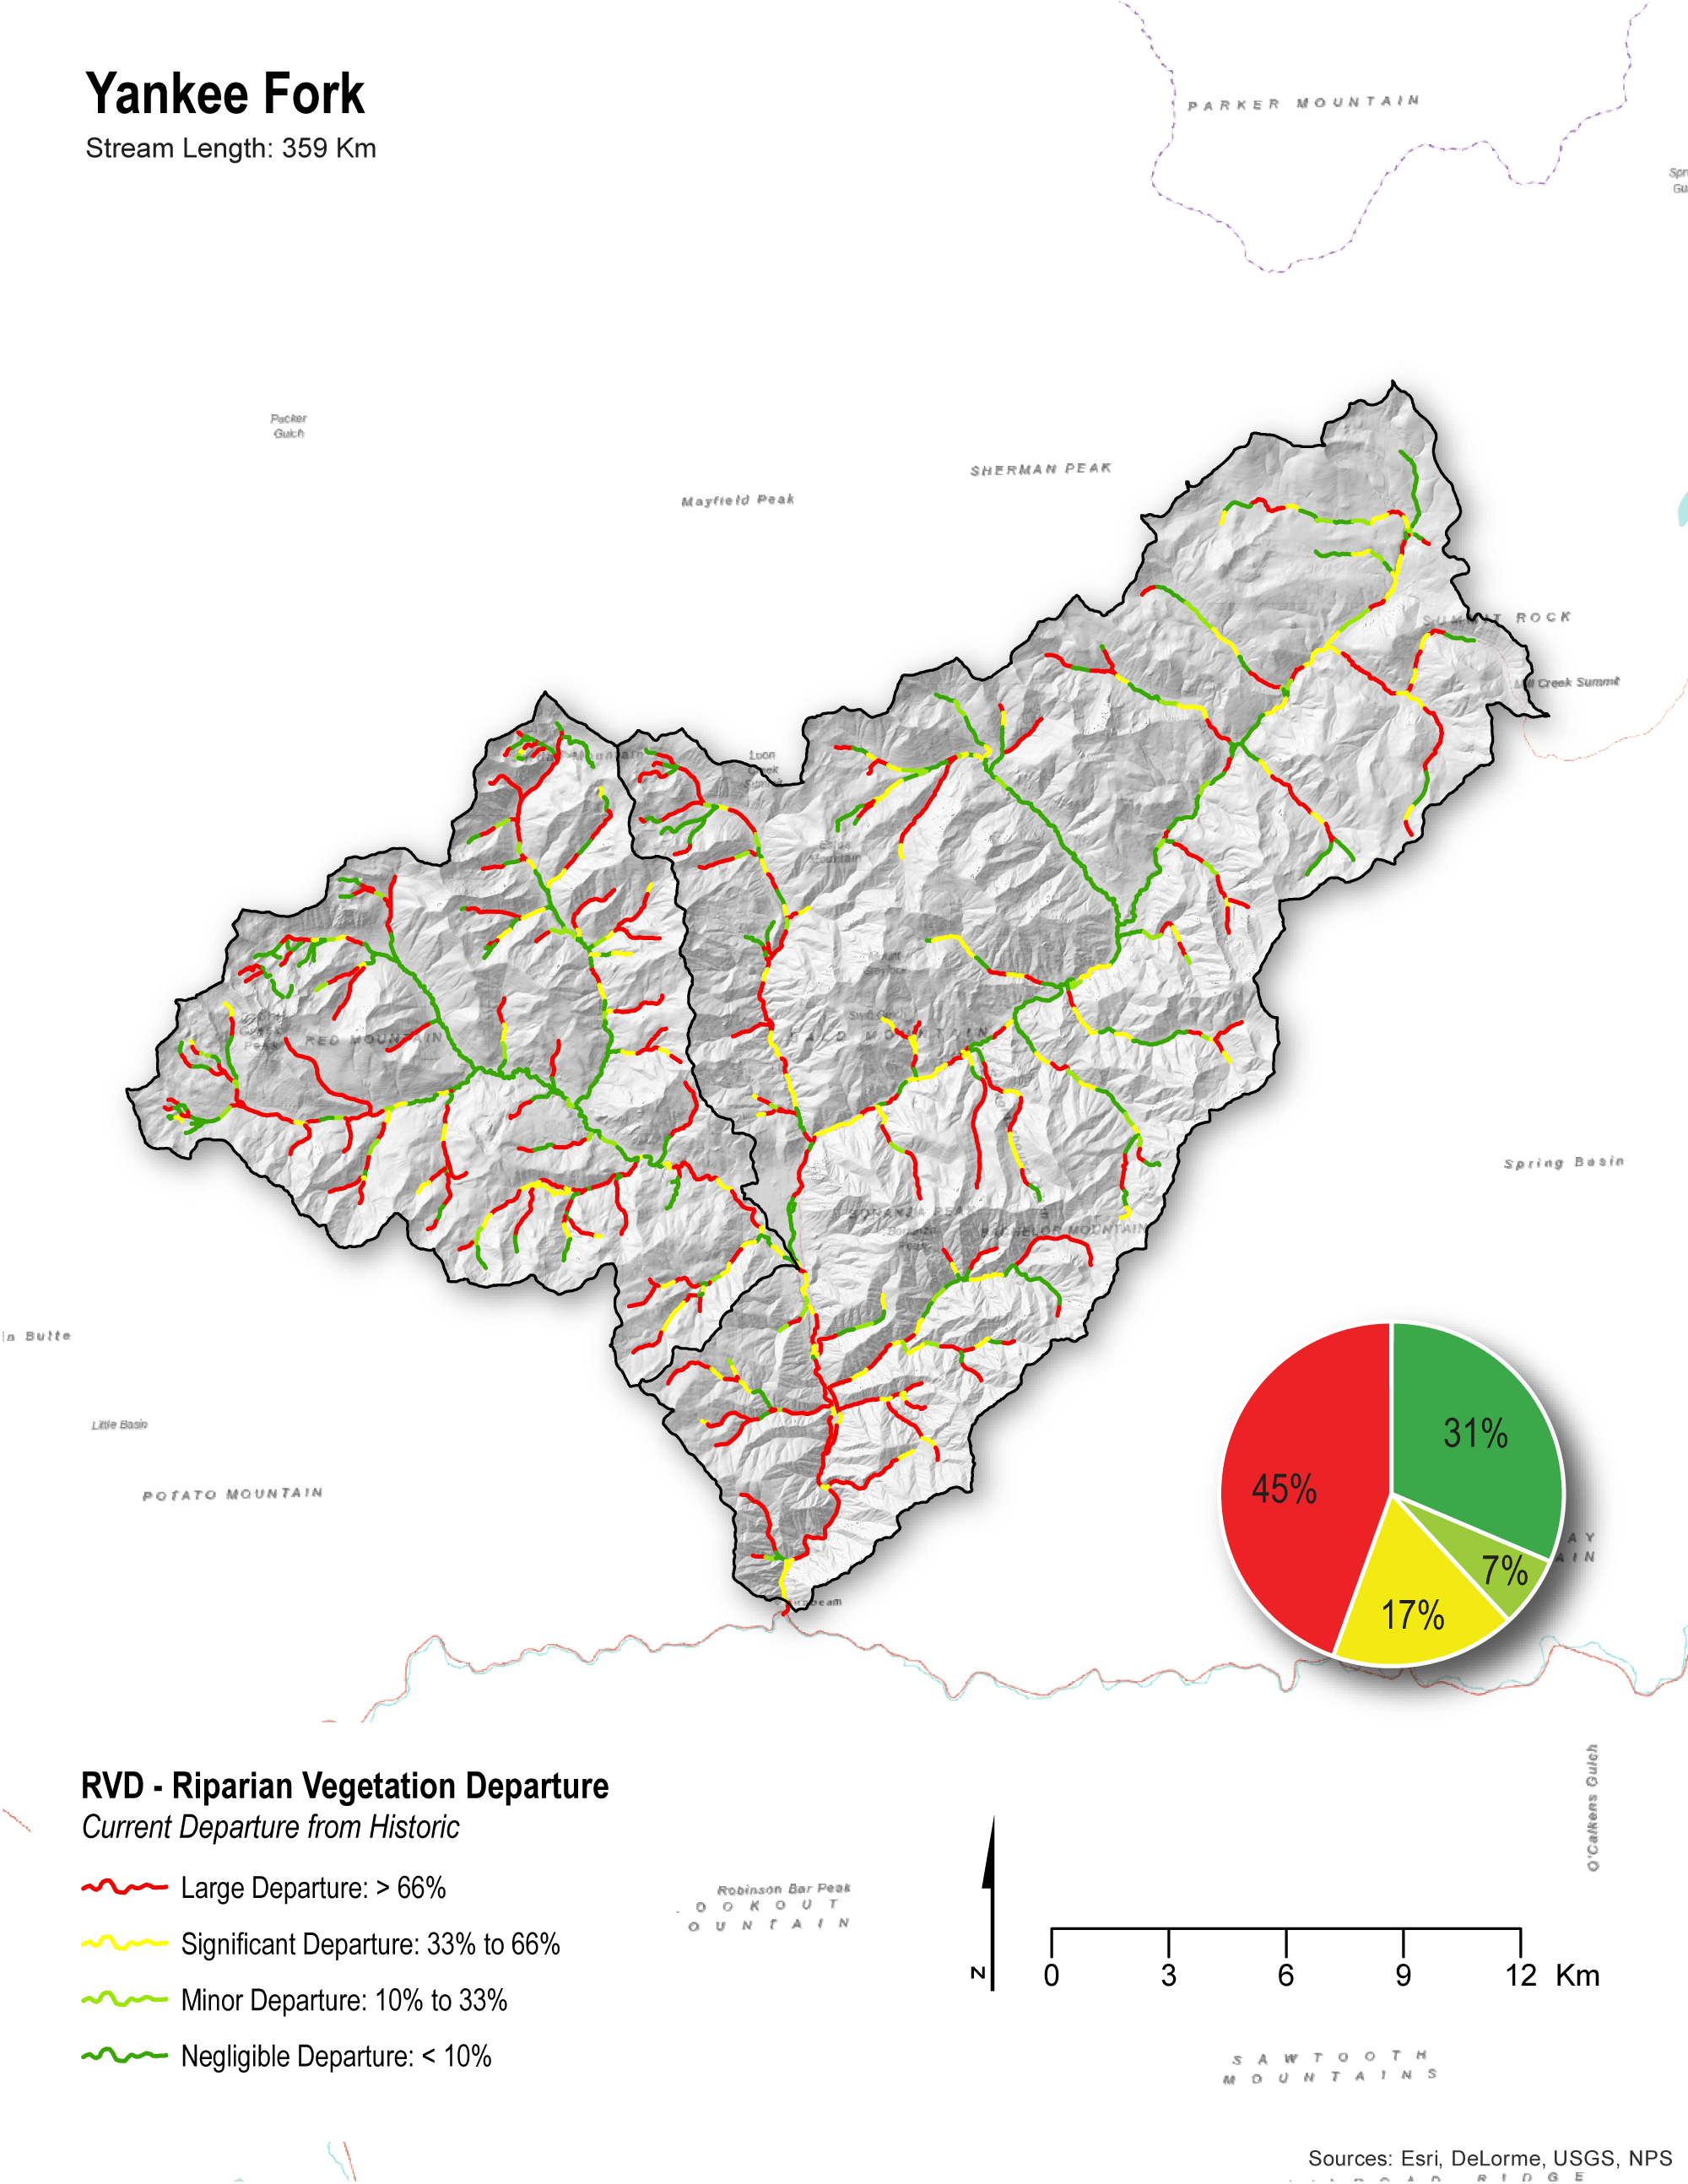 Yankee Fork
Stream Length: 359 Km
PARKER MOUNTAIN
Packer
Gulch
Mayfield Peak
SHERMAN PEAK
SUMMIT ROCK
Creek Summit
Loon
Creek
RED MOUNTAIN
BALD MOUNTAIN
BONANZA PEAK
BACHELOR MOUNTAIN
Spring Basin
in Butte
Little Basin
POTATO MOUNTAIN
31%
45%
7%
17%
RVD - Riparian Vegetation Departure
Current Departure from Historic
Large Departure: > 66%
Significant Departure: 33% to 66%
Minor Departure: 10% to 33%
Negligible Departure: < 10%
Robinson Bar Peak
OOKOUT
OUNTAIN
O'Calkens Gulch
N
0 3 6 9 12 Km
SAWTOOTH
MOUNTAINS
Sources: Esri, DeLorme, USGS, NPS